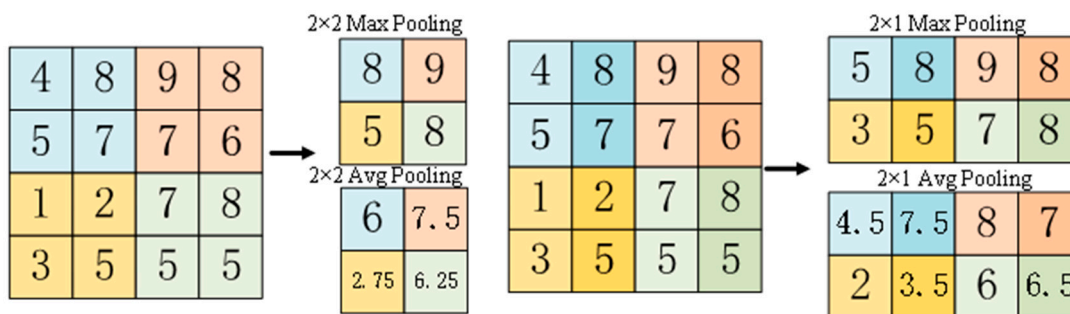 2×2 Max Pooling
4 8 9 8
5 7 7 6
1 2 7 8
3 5 5 5
8 9
5 8
2×2 Avg Pooling
6 7.5
2.75 6.25
4 8 9 8
5 7 7 6
1 2 7 8
3 5 5 5
2×1 Max Pooling
5 8 9 8
3 5 7 8
2×1 Avg Pooling
4.5 7.5 8 7
2 3.5 6 6.5